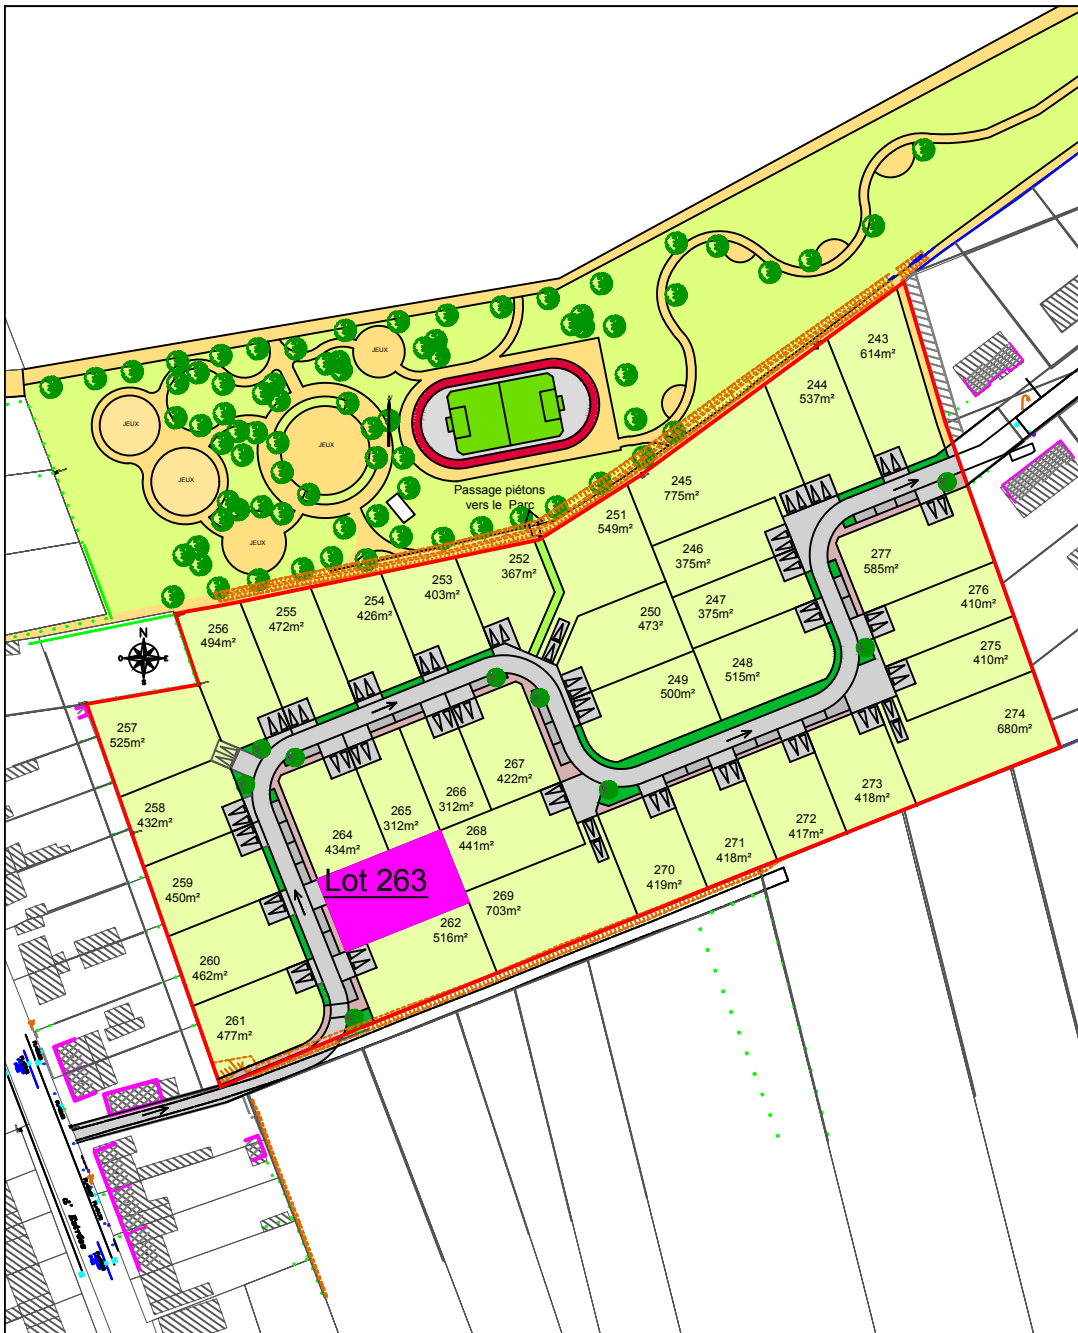 JEUX
JEUX
JEUX
JEUX
JEUX
Passage piétons
vers le Parc
N
E
S
243
614m²
244
537m²
245
775m²
246
375m²
247
375m²
248
515m²
249
500m²
250
473²
251
549m²
252
367m²
253
403m²
254
426m²
255
472m²
256
494m²
257
525m²
258
432m²
259
450m²
260
462m²
261
477m²
262
516m²
Lot 263
264
434m²
265
312m²
266
312m²
267
422m²
268
441m²
269
703m²
270
419m²
271
418m²
272
417m²
273
418m²
274
680m²
275
410m²
276
410m²
277
585m²